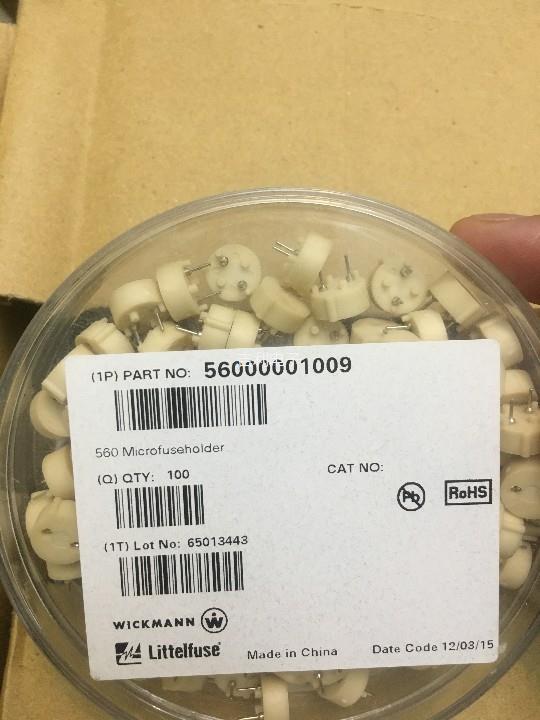 (1P) PART NO: 56000001009
560 Microfuseholder
(Q) QTY: 100
CAT NO:
Pb
RoHS
(1T) Lot No: 65013443
WICKMANN W
Littelfuse®
Made in China
Date Code 12/03/15